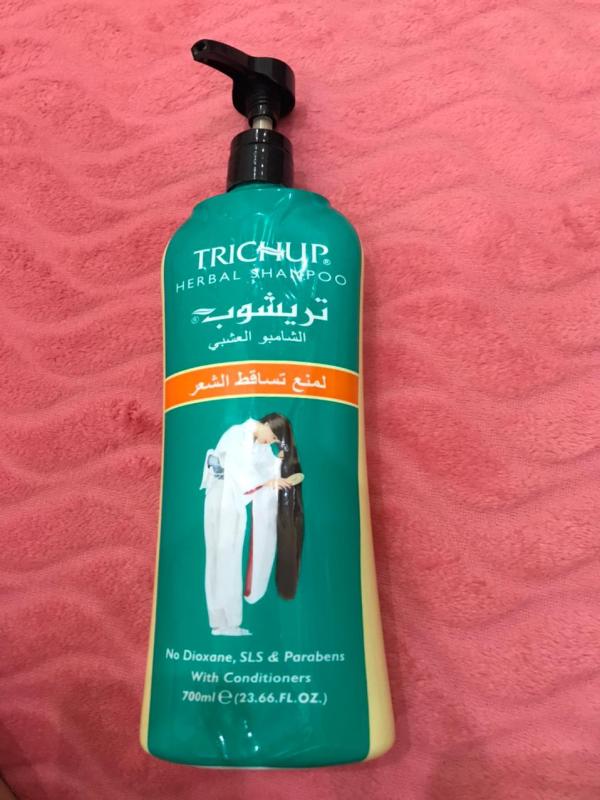 TRICHUP®
HERBAL SHAMPOO
تريشوب®
الشامبو العشبي
لمنع تساقط الشعر
No Dioxane, SLS & Parabens
With Conditioners
700ml ℮ (23.66.FL.OZ.)